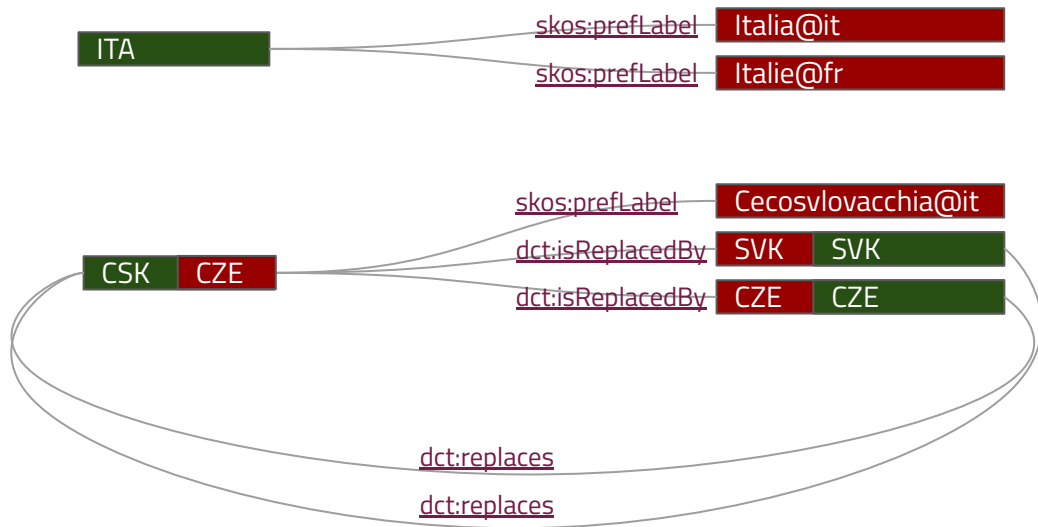 ITA
skos:prefLabel Italia@it
skos:prefLabel Italie@fr
skos:prefLabel Cecosvlovacchia@it
CSK CZE
dct:isReplacedBy SVK SVK
dct:isReplacedBy CZE CZE
dct:replaces
dct:replaces